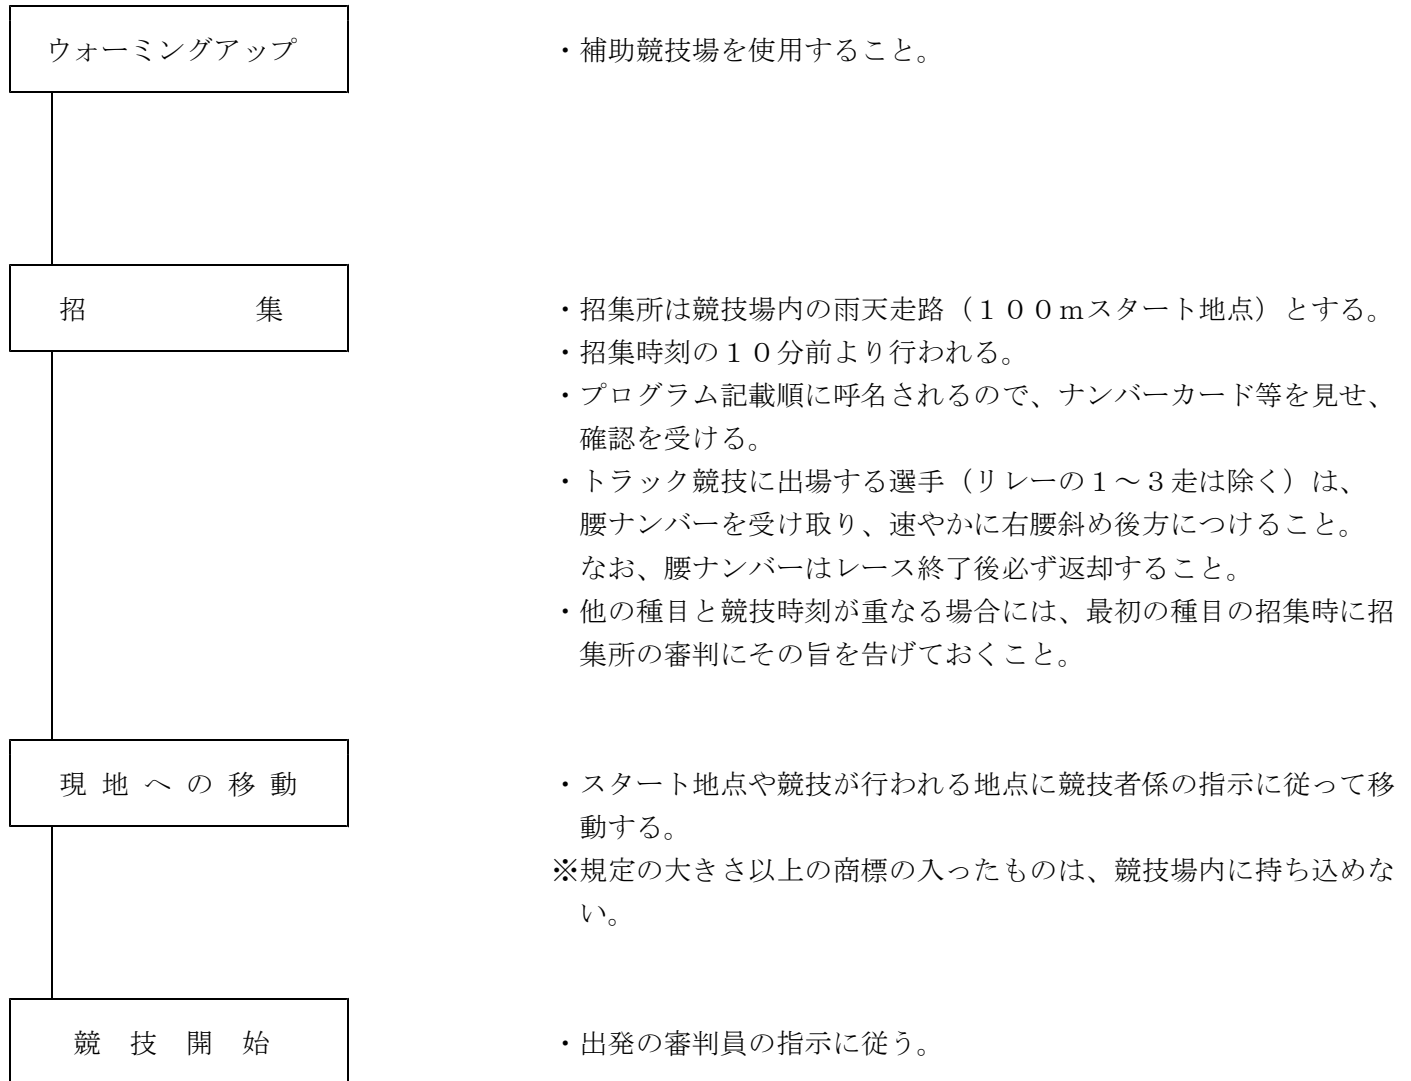 ウォーミングアップ
・補助競技場を使用すること。
招集
・招集所は競技場内の雨天走路（１００ｍスタート地点）とする。
・招集時刻の１０分前より行われる。
・プログラム記載順に呼名されるので、ナンバーカード等を見せ、
確認を受ける。
・トラック競技に出場する選手（リレーの１～３走は除く）は、
腰ナンバーを受け取り、速やかに右腰斜め後方につけること。
なお、腰ナンバーはレース終了後必ず返却すること。
・他の種目と競技時刻が重なる場合には、最初の種目の招集時に招
集所の審判にその旨を告げておくこと。
現地への移動
・スタート地点や競技が行われる地点に競技者係の指示に従って移
動する。
※規定の大きさ以上の商標の入ったものは、競技場内に持ち込めな
い。
競技開始
・出発の審判員の指示に従う。